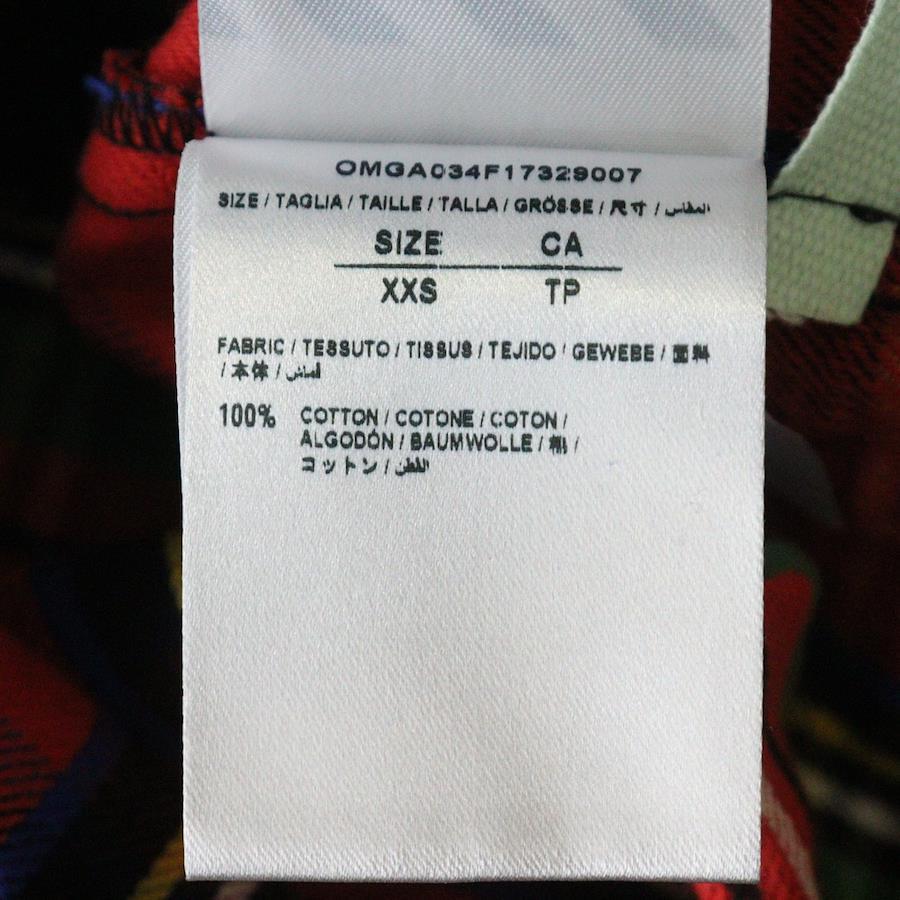 OMGA034F17329007
SIZE / TAGLIA / TAILLE / TALLA / GRÖSSE / 尺寸 / المقاس
SIZE CA
XXS TP
FABRIC / TESSUTO / TISSUS / TEJIDO / GEWEBE / 面料
/ 本体 / قماش
100% COTTON / COTONE / COTON /
ALGODÓN / BAUMWOLLE / 棉 /
コットン / القطن